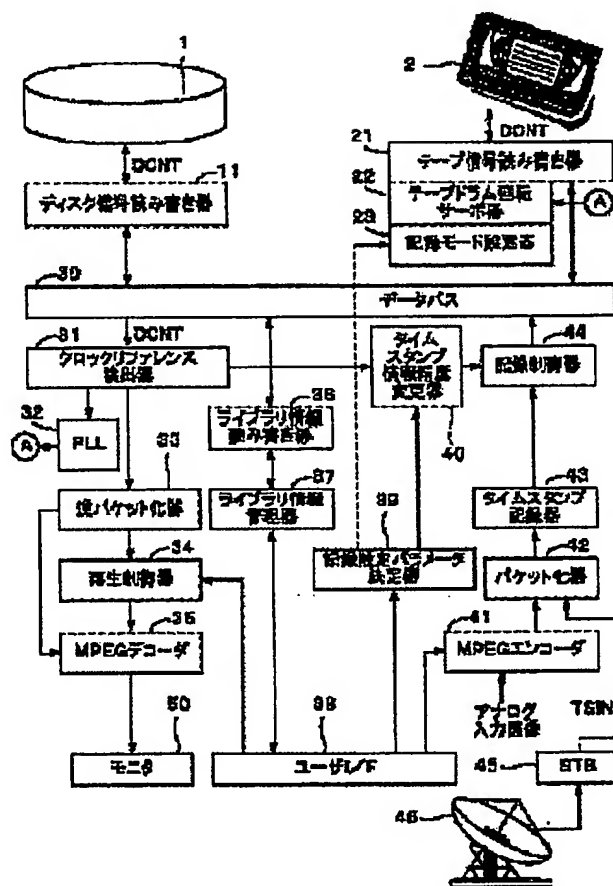 1
2
DCNT
DCNT
21
11
テープ信号読み書き器
ディスク信号読み書き器
22
テープドラム回転
サーボ器
A
23
記録モード設定器
30
データバス
31
DCNT
クロックリファレンス
検出器
タイム
スタンプ
情報精度
変更器
44
記録制御器
32
PLL
A
36
ライブラリ情報
読み書き器
40
33
逆パケット化器
37
ライブラリ情報
管理器
39
43
タイムスタンプ
記録器
34
再生制御器
記録設定パラメータ
決定器
42
パケット化器
35
MPEGデコーダ
41
MPEGエンコーダ
アナログ
入力画像
TSIN
50
モニタ
38
ユーザI/F
45
STB
46